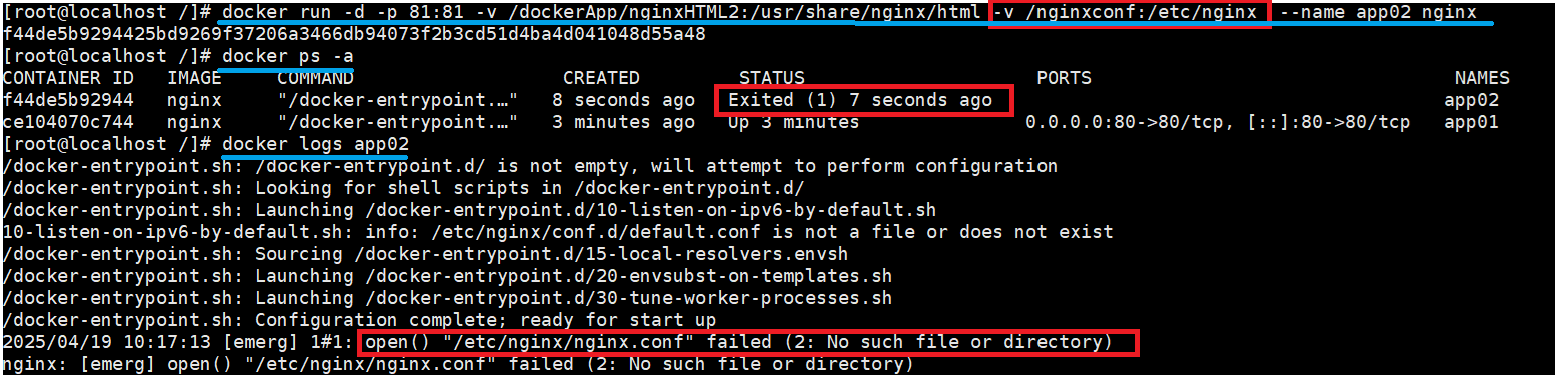 [root@localhost /]# docker run -d -p 81:81 -v /dockerApp/nginxHTML2:/usr/share/nginx/html -v /nginxconf:/etc/nginx --name app02 nginx
f44de5b9294425bd9269f37206a3466db94073f2b3cd51d4ba4d041048d55a48
[root@localhost /]# docker ps -a
CONTAINER ID   IMAGE     COMMAND                  CREATED         STATUS                     PORTS                                 NAMES
f44de5b92944   nginx     "/docker-entrypoint.…"   8 seconds ago   Exited (1) 7 seconds ago                                         app02
ce104070c744   nginx     "/docker-entrypoint.…"   3 minutes ago   Up 3 minutes               0.0.0.0:80->80/tcp, [::]:80->80/tcp   app01
[root@localhost /]# docker logs app02
/docker-entrypoint.sh: /docker-entrypoint.d/ is not empty, will attempt to perform configuration
/docker-entrypoint.sh: Looking for shell scripts in /docker-entrypoint.d/
/docker-entrypoint.sh: Launching /docker-entrypoint.d/10-listen-on-ipv6-by-default.sh
10-listen-on-ipv6-by-default.sh: info: /etc/nginx/conf.d/default.conf is not a file or does not exist
/docker-entrypoint.sh: Sourcing /docker-entrypoint.d/15-local-resolvers.envsh
/docker-entrypoint.sh: Launching /docker-entrypoint.d/20-envsubst-on-templates.sh
/docker-entrypoint.sh: Launching /docker-entrypoint.d/30-tune-worker-processes.sh
/docker-entrypoint.sh: Configuration complete; ready for start up
2025/04/19 10:17:13 [emerg] 1#1: open() "/etc/nginx/nginx.conf" failed (2: No such file or directory)
nginx: [emerg] open() "/etc/nginx/nginx.conf" failed (2: No such file or directory)